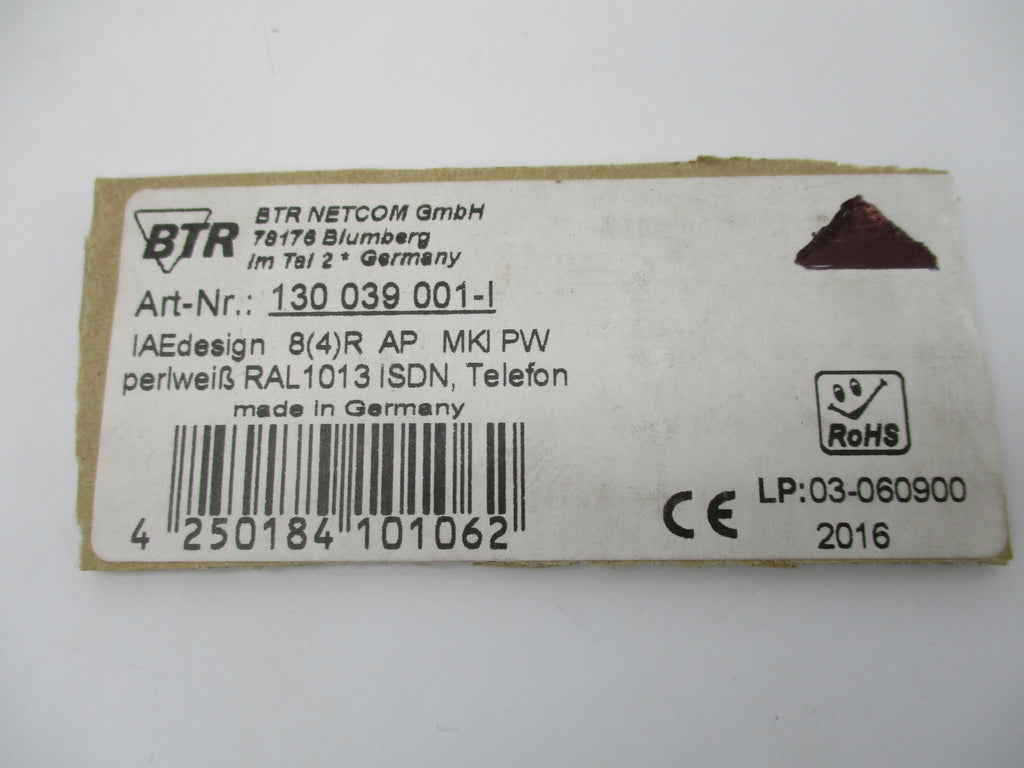 BTR
BTR NETCOM GmbH
78176 Blumberg
Im Tal 2 * Germany
Art-Nr.: 130 039 001-I
IAEdesign 8(4)R AP MKI PW
perlweiß RAL1013 ISDN, Telefon
made in Germany
4 250184 101062
RoHS
CE LP:03-060900
2016